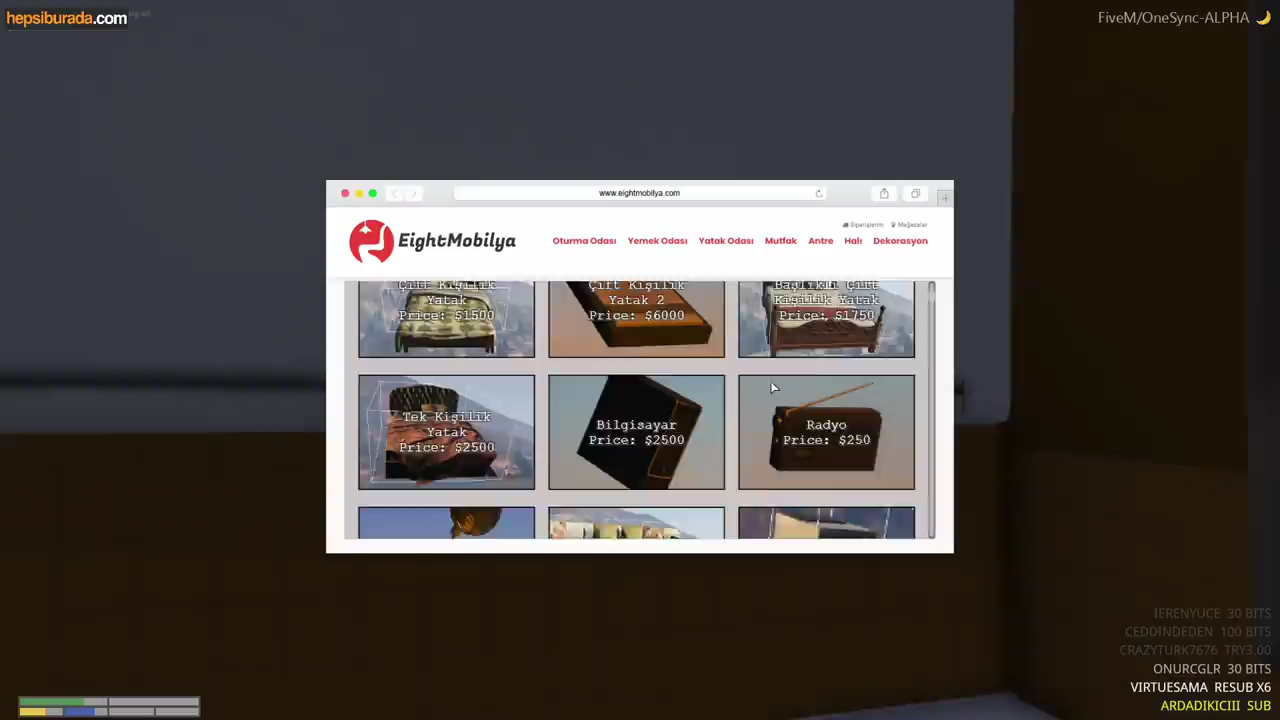 hepsiburada.com
FiveM/OneSync-ALPHA
www.eightmobilya.com
EightMobilya
Siparişlerim Mağazalar
Oturma Odası Yemek Odası Yatak Odası Mutfak Antre Halı Dekorasyon
Çift Kişilik
Yatak
Price: $1500
Çift Kişilik
Yatak 2
Price: $6000
Başlıklı Çift
Kişilik Yatak
Price: $1750
Tek Kişilik
Yatak
Price: $2500
Bilgisayar
Price: $2500
Radyo
Price: $250
IERENYUCE 30 BITS
CEDDINDEDEN 100 BITS
CRAZYTURK7676 TRY3.00
ONURCGLR 30 BITS
VIRTUESAMA RESUB X6
ARDADIKICIII SUB